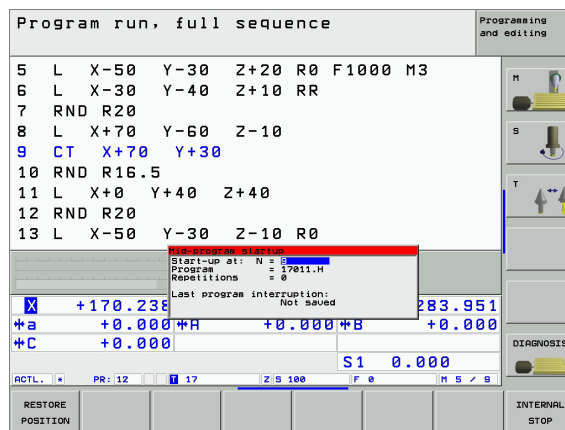 Program run, full sequence
Programming
and editing
5 L X-50 Y-30 Z+20 R0 F1000 M3
6 L X-30 Y-40 Z+10 RR
7 RND R20
8 L X+70 Y-60 Z-10
9 CT X+70 Y+30
10 RND R16.5
11 L X+0 Y+40 Z+40
12 RND R20
13 L X-50 Y-30 Z-10 R0
Mid-program startup
Start-up at: N = 9
Program = 17011.H
Repetitions = 0
Last program interruption:
Not saved
X +170.238
283.951
a +0.000 A +0.000 B +0.000
C +0.000
S1 0.000
ACTL. * PR: 12 T 17 Z S 100 F 0 M 5 / 9
M
S
T
DIAGNOSIS
RESTORE
POSITION
INTERNAL
STOP